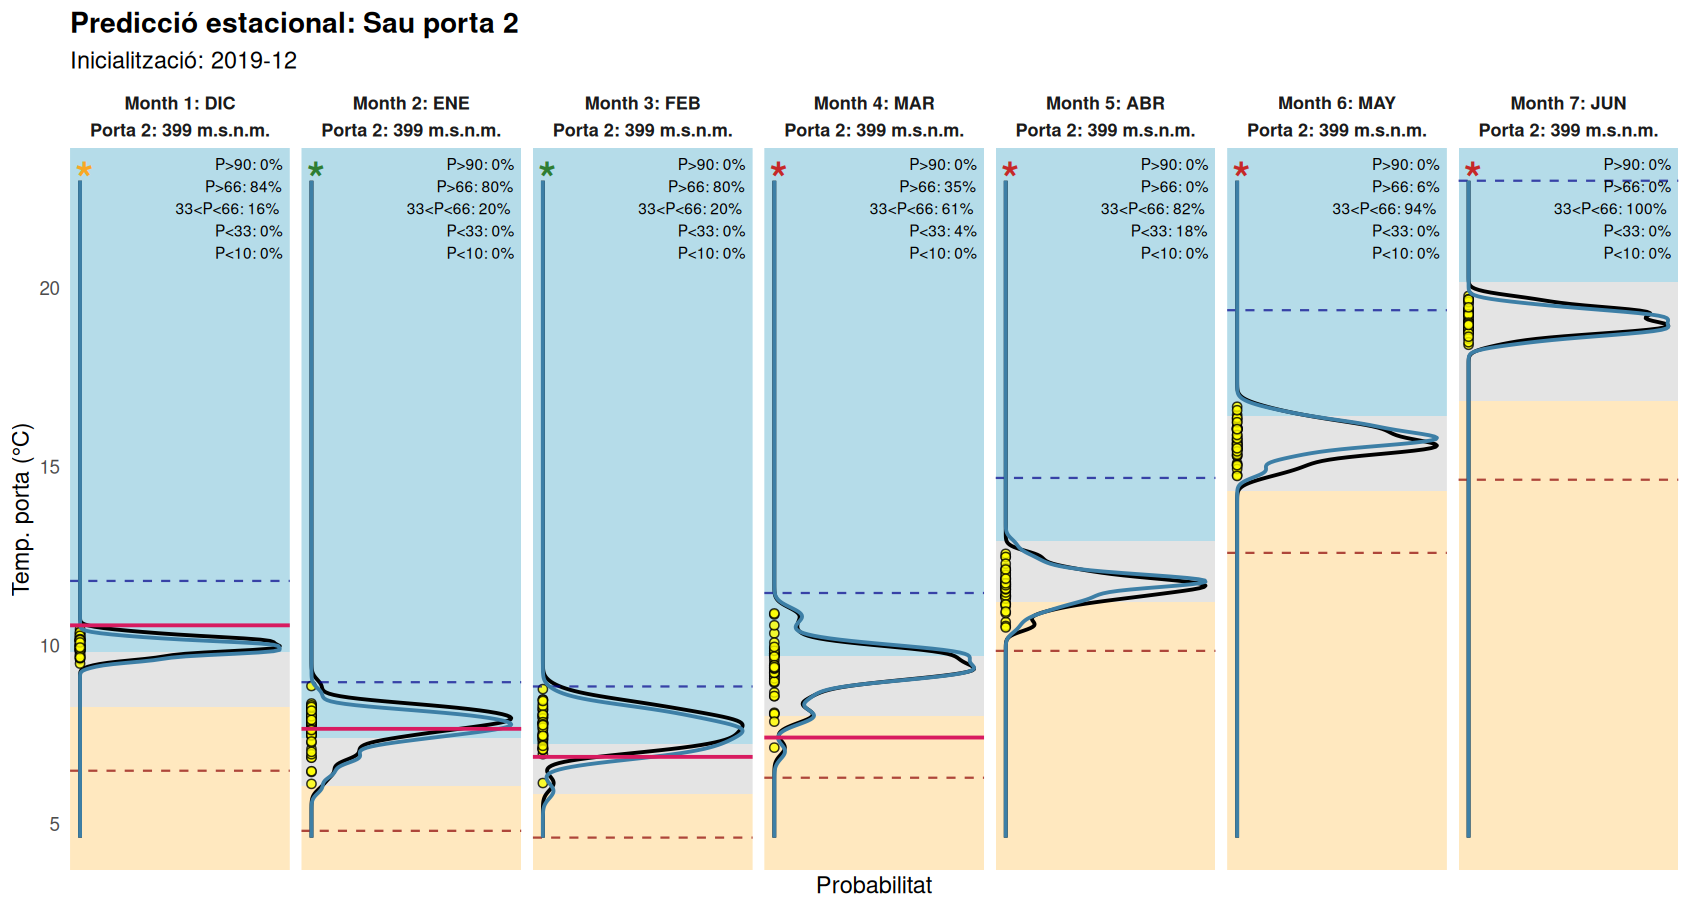 Predicció estacional: Sau porta 2
Inicialització: 2019-12
Month 1: DIC
Porta 2: 399 m.s.n.m.
Month 2: ENE
Porta 2: 399 m.s.n.m.
Month 3: FEB
Porta 2: 399 m.s.n.m.
Month 4: MAR
Porta 2: 399 m.s.n.m.
Month 5: ABR
Porta 2: 399 m.s.n.m.
Month 6: MAY
Porta 2: 399 m.s.n.m.
Month 7: JUN
Porta 2: 399 m.s.n.m.
*
P>90: 0%
P>66: 84%
33<P<66: 16%
P<33: 0%
P<10: 0%
*
P>90: 0%
P>66: 80%
33<P<66: 20%
P<33: 0%
P<10: 0%
*
P>90: 0%
P>66: 80%
33<P<66: 20%
P<33: 0%
P<10: 0%
*
P>90: 0%
P>66: 35%
33<P<66: 61%
P<33: 4%
P<10: 0%
*
P>90: 0%
P>66: 0%
33<P<66: 82%
P<33: 18%
P<10: 0%
*
P>90: 0%
P>66: 6%
33<P<66: 94%
P<33: 0%
P<10: 0%
*
P>90: 0%
P>66: 0%
33<P<66: 100%
P<33: 0%
P<10: 0%
Temp. porta (°C)
20
15
10
5
Probabilitat